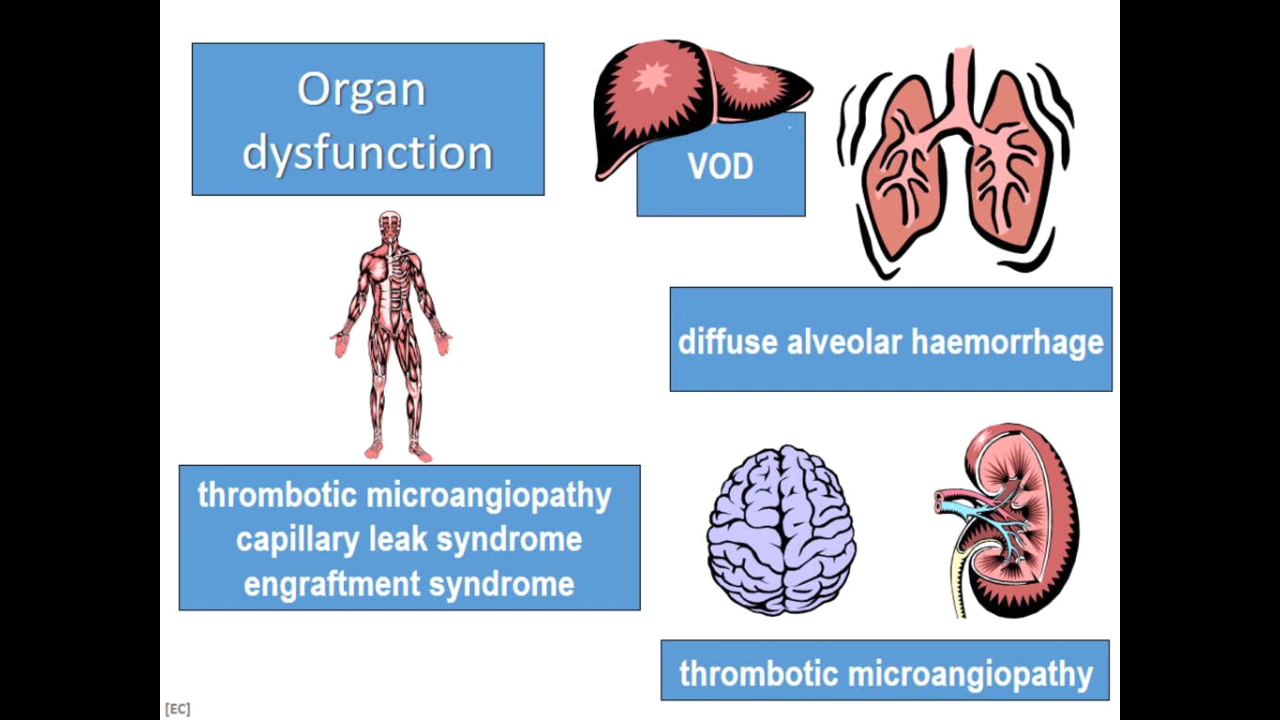 Organ
dysfunction
VOD
diffuse alveolar haemorrhage
thrombotic microangiopathy
capillary leak syndrome
engraftment syndrome
thrombotic microangiopathy
[EC]